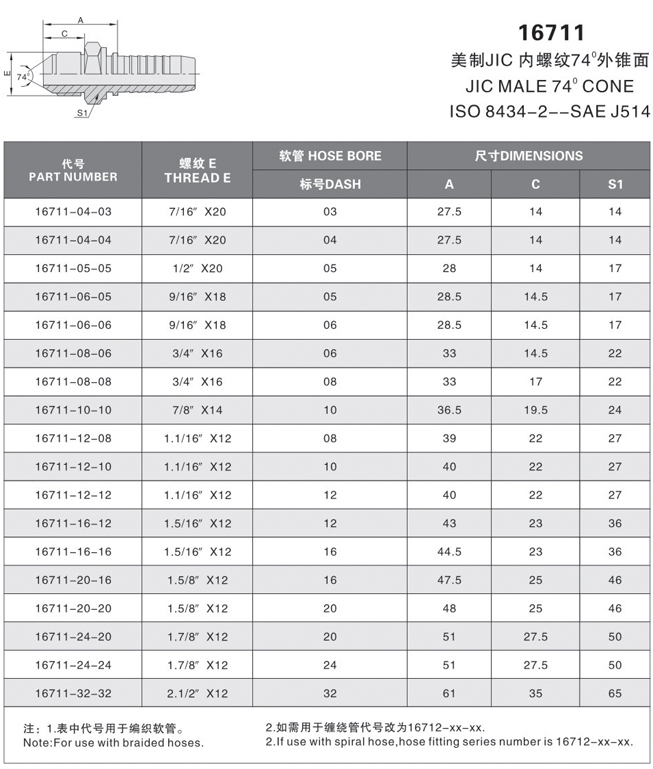 A
C
E
74°
S1
16711
美制JIC 内螺纹74⁰外锥面
JIC MALE 74⁰ CONE
ISO 8434-2--SAE J514
代号 PART NUMBER | 螺纹 E THREAD E | 软管 HOSE BORE | 尺寸DIMENSIONS
标号DASH | A | C | S1
16711-04-03 7/16″ X20 03 27.5 14 14
16711-04-04 7/16″ X20 04 27.5 14 14
16711-05-05 1/2″ X20 05 28 14 17
16711-06-05 9/16″ X18 05 28.5 14.5 17
16711-06-06 9/16″ X18 06 28.5 14.5 17
16711-08-06 3/4″ X16 06 33 14.5 22
16711-08-08 3/4″ X16 08 33 17 22
16711-10-10 7/8″ X14 10 36.5 19.5 24
16711-12-08 1.1/16″ X12 08 39 22 27
16711-12-10 1.1/16″ X12 10 40 22 27
16711-12-12 1.1/16″ X12 12 40 22 27
16711-16-12 1.5/16″ X12 12 43 23 36
16711-16-16 1.5/16″ X12 16 44.5 23 36
16711-20-16 1.5/8″ X12 16 47.5 25 46
16711-20-20 1.5/8″ X12 20 48 25 46
16711-24-20 1.7/8″ X12 20 51 27.5 50
16711-24-24 1.7/8″ X12 24 51 27.5 50
16711-32-32 2.1/2″ X12 32 61 35 65
注：1.表中代号用于编织软管。
Note:For use with braided hoses.
2.如需用于缠绕管代号改为16712-xx-xx.
2.If use with spiral hose,hose fitting series number is 16712-xx-xx.